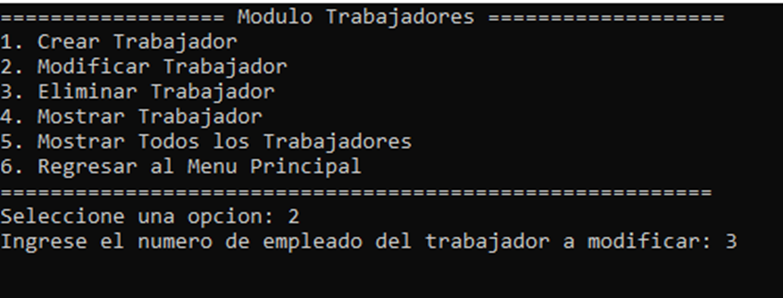 ================== Modulo Trabajadores ===================
1. Crear Trabajador
2. Modificar Trabajador
3. Eliminar Trabajador
4. Mostrar Trabajador
5. Mostrar Todos los Trabajadores
6. Regresar al Menu Principal
=========================================================
Seleccione una opcion: 2
Ingrese el numero de empleado del trabajador a modificar: 3